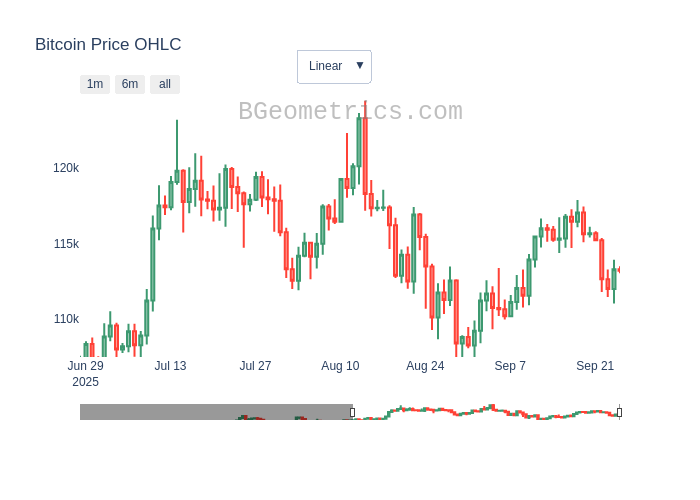 Bitcoin Price OHLC
Linear ▼
1m 6m all
BGeometrics.com
120k
115k
110k
Jun 29 Jul 13 Jul 27 Aug 10 Aug 24 Sep 7 Sep 21
2025